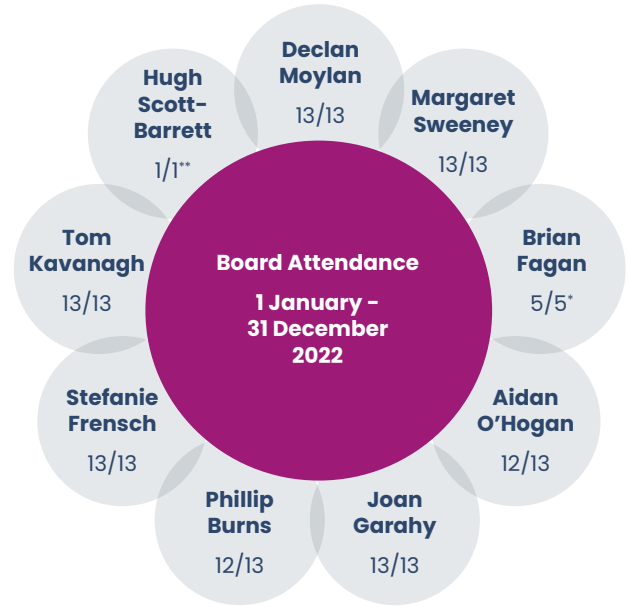 Board Attendance
1 January -
31 December
2022
Declan
Moylan
13/13
Margaret
Sweeney
13/13
Brian
Fagan
5/5*
Aidan
O’Hogan
12/13
Joan
Garahy
13/13
Phillip
Burns
12/13
Stefanie
Frensch
13/13
Tom
Kavanagh
13/13
Hugh
Scott-
Barrett
1/1**